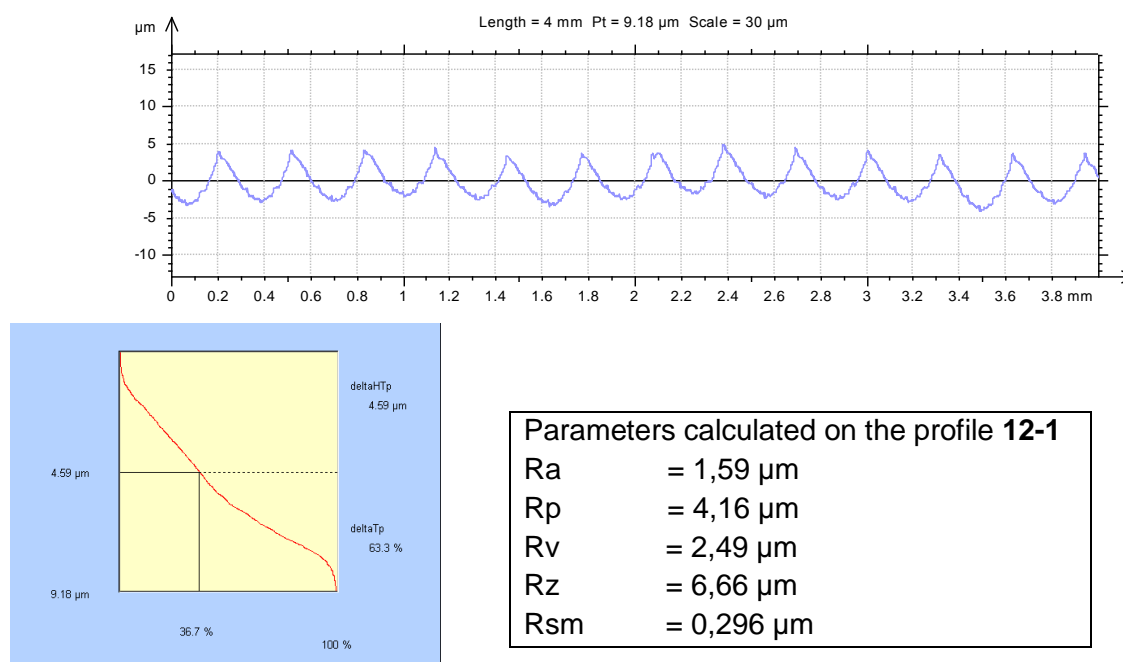 Length = 4 mm Pt = 9.18 µm Scale = 30 µm
µm
15
10
5
0
-5
-10
0 0.2 0.4 0.6 0.8 1 1.2 1.4 1.6 1.8 2 2.2 2.4 2.6 2.8 3 3.2 3.4 3.6 3.8 mm
deltaHTp
4.59 µm
4.59 µm
deltaTp
63.3 %
9.18 µm
36.7 %
100 %
Parameters calculated on the profile 12-1
Ra = 1,59 µm
Rp = 4,16 µm
Rv = 2,49 µm
Rz = 6,66 µm
Rsm = 0,296 µm